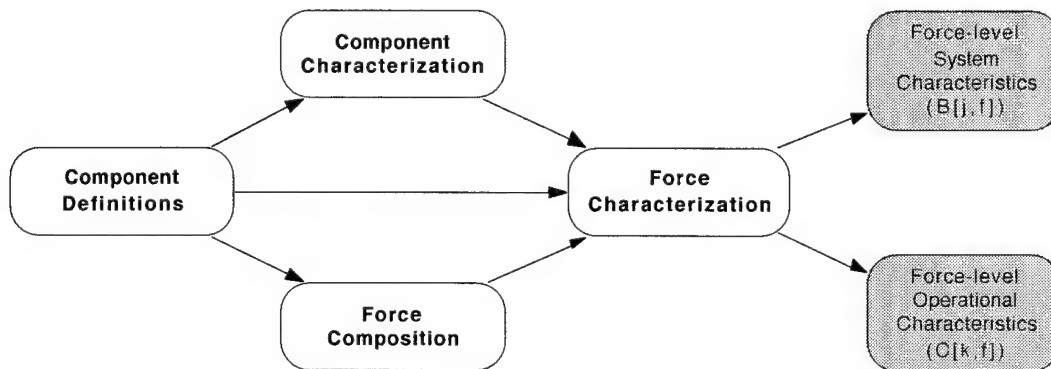 Component
Characterization
Force-level
System
Characteristics
(B[j,f])
Component
Definitions
Force
Characterization
Force
Composition
Force-level
Operational
Characteristics
(C[k,f])